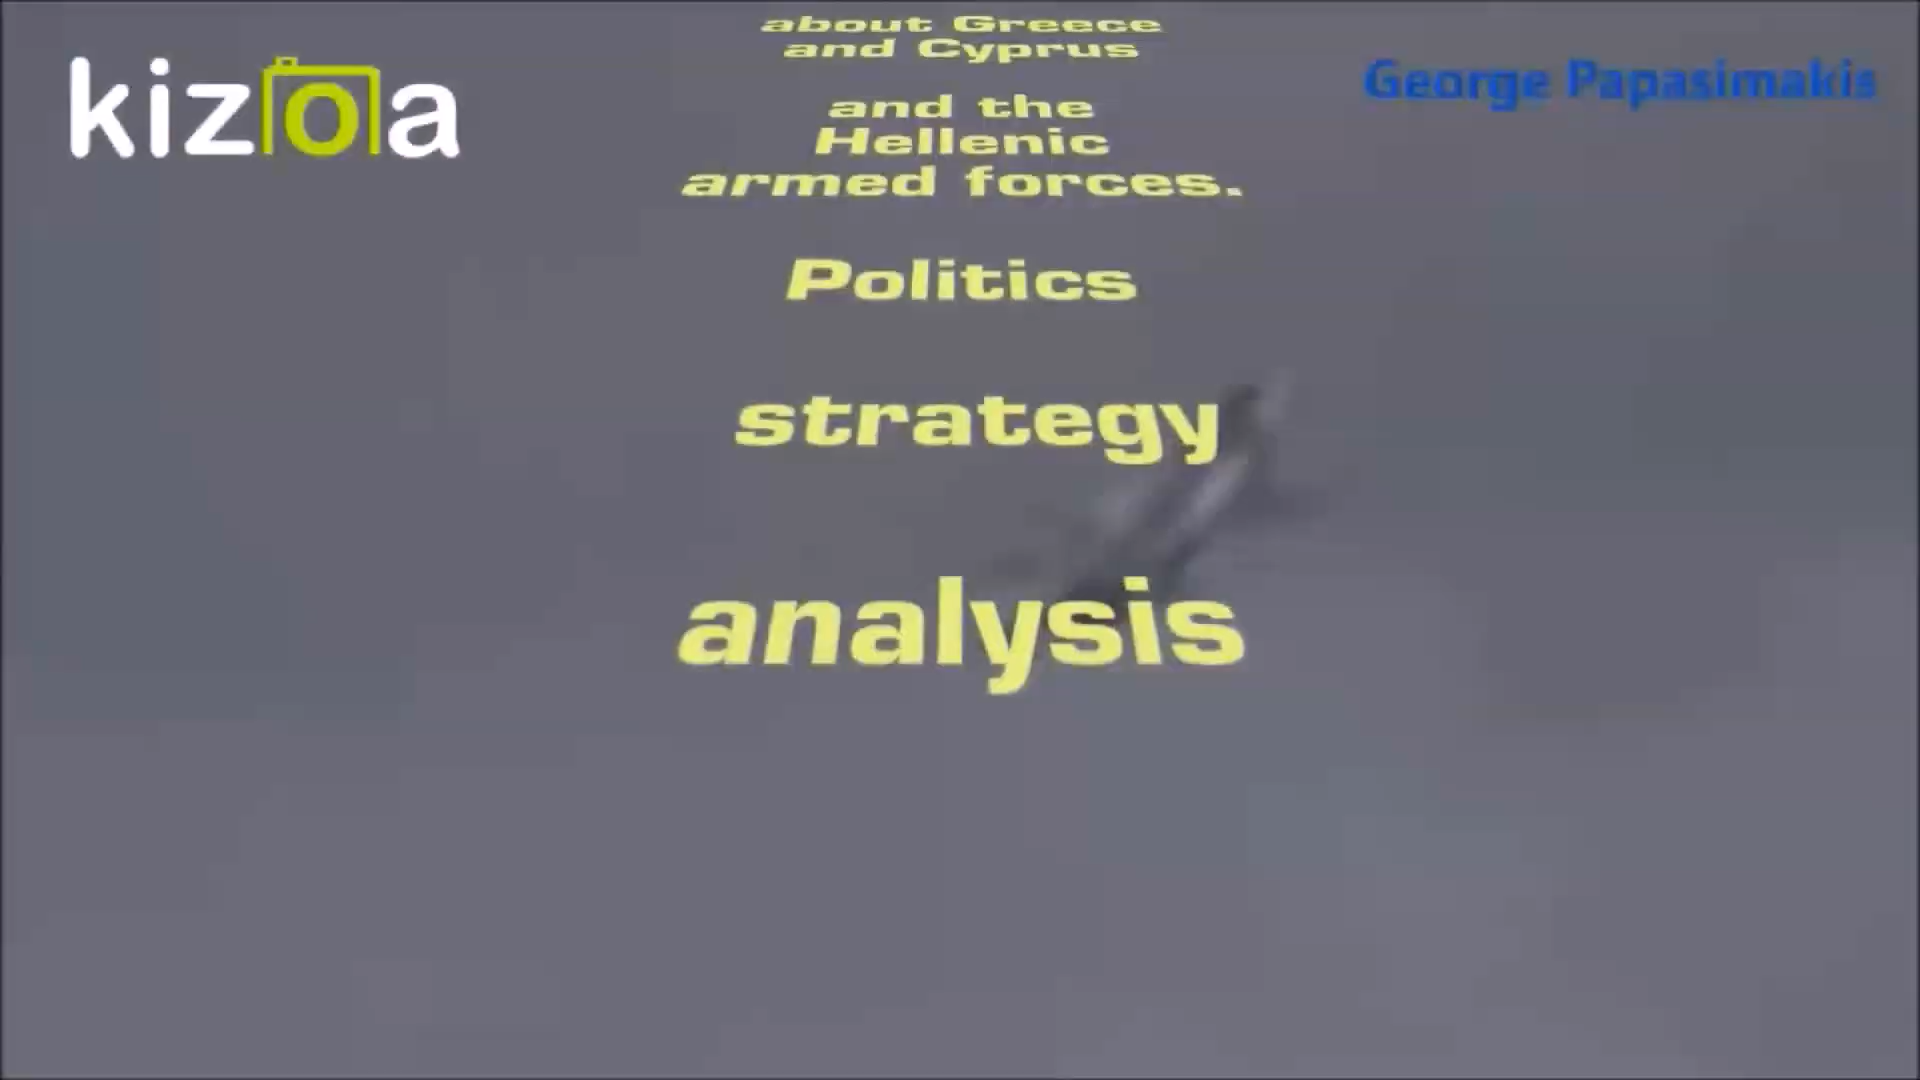 kizoa
George Papasimakis
about Greece
and Cyprus
and the
Hellenic
armed forces.
Politics
strategy
analysis